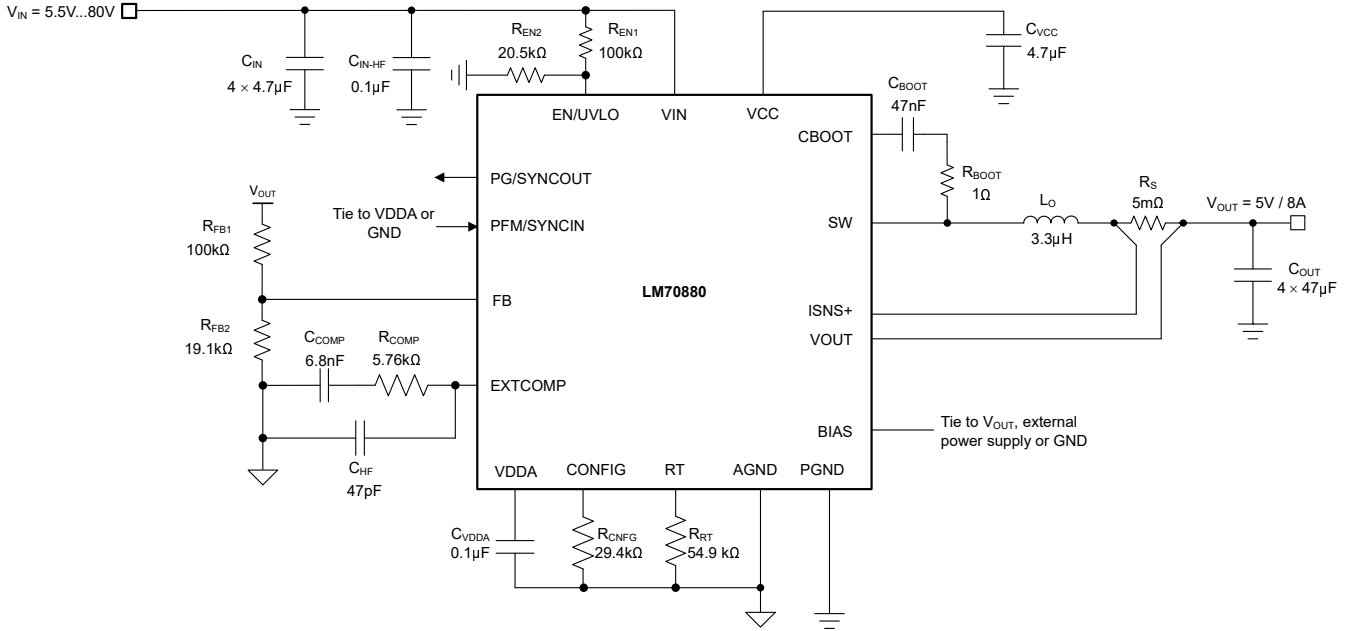 V_IN = 5.5V...80V
C_IN
4 × 4.7µF
C_IN-HF
0.1µF
R_EN2
20.5kΩ
R_EN1
100kΩ
C_VCC
4.7µF
EN/UVLO
VIN
VCC
CBOOT
C_BOOT
47nF
R_BOOT
1Ω
PG/SYNCOUT
Tie to VDDA or
GND
PFM/SYNCIN
V_OUT
R_FB1
100kΩ
FB
R_FB2
19.1kΩ
C_COMP
6.8nF
R_COMP
5.76kΩ
EXTCOMP
C_HF
47pF
LM70880
SW
L_O
3.3µH
R_S
5mΩ
V_OUT = 5V / 8A
C_OUT
4 × 47µF
ISNS+
VOUT
BIAS
Tie to V_OUT, external
power supply or GND
VDDA
CONFIG
RT
AGND
PGND
C_VDDA
0.1µF
R_CNFG
29.4kΩ
R_RT
54.9 kΩ